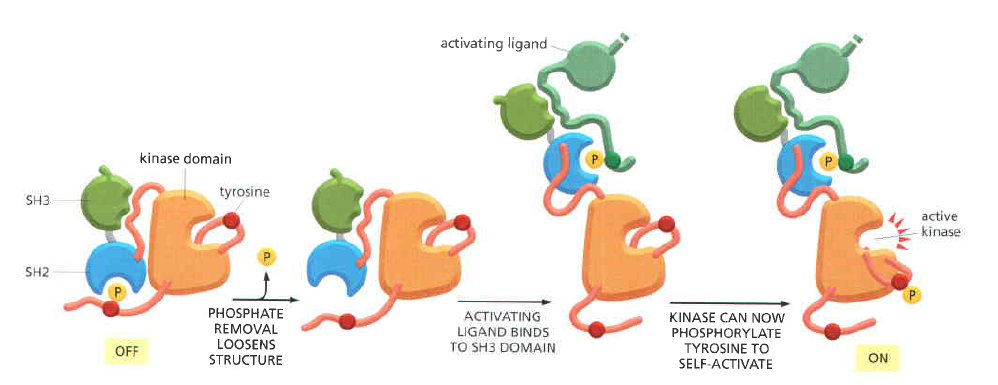 activating ligand
kinase domain
tyrosine
SH3
SH2
P
P
PHOSPHATE
REMOVAL
LOOSENS
STRUCTURE
OFF
ACTIVATING
LIGAND BINDS
TO SH3 DOMAIN
P
KINASE CAN NOW
PHOSPHORYLATE
TYROSINE TO
SELF-ACTIVATE
P
active
kinase
P
ON